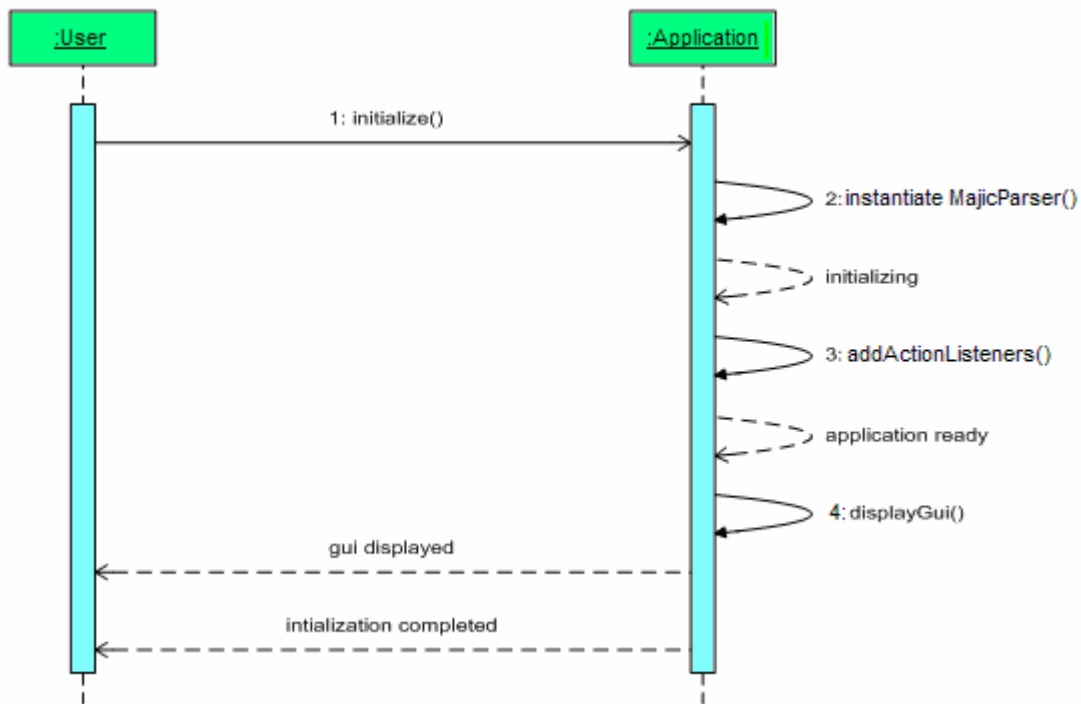 :User
:Application
1: initialize()
2: instantiate MajicParser()
initializing
3: addActionListeners()
application ready
4: displayGui()
gui displayed
intialization completed